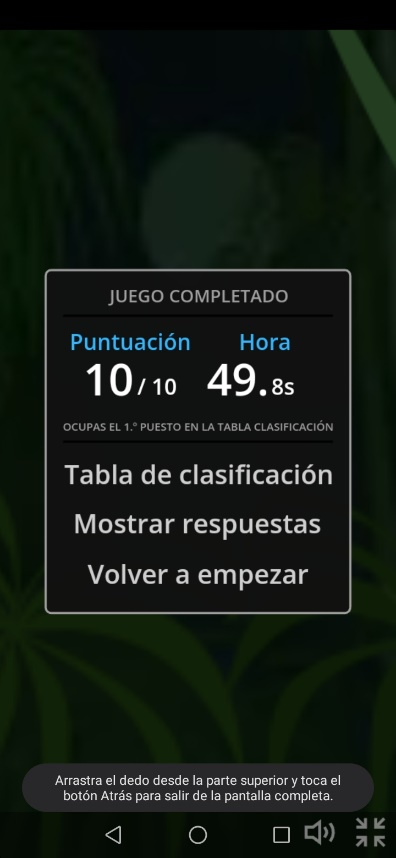 JUEGO COMPLETADO
Puntuación Hora
10 / 10 49.8s
OCUPAS EL 1.º PUESTO EN LA TABLA CLASIFICACIÓN
Tabla de clasificación
Mostrar respuestas
Volver a empezar
Arrastra el dedo desde la parte superior y toca el
botón Atrás para salir de la pantalla completa.